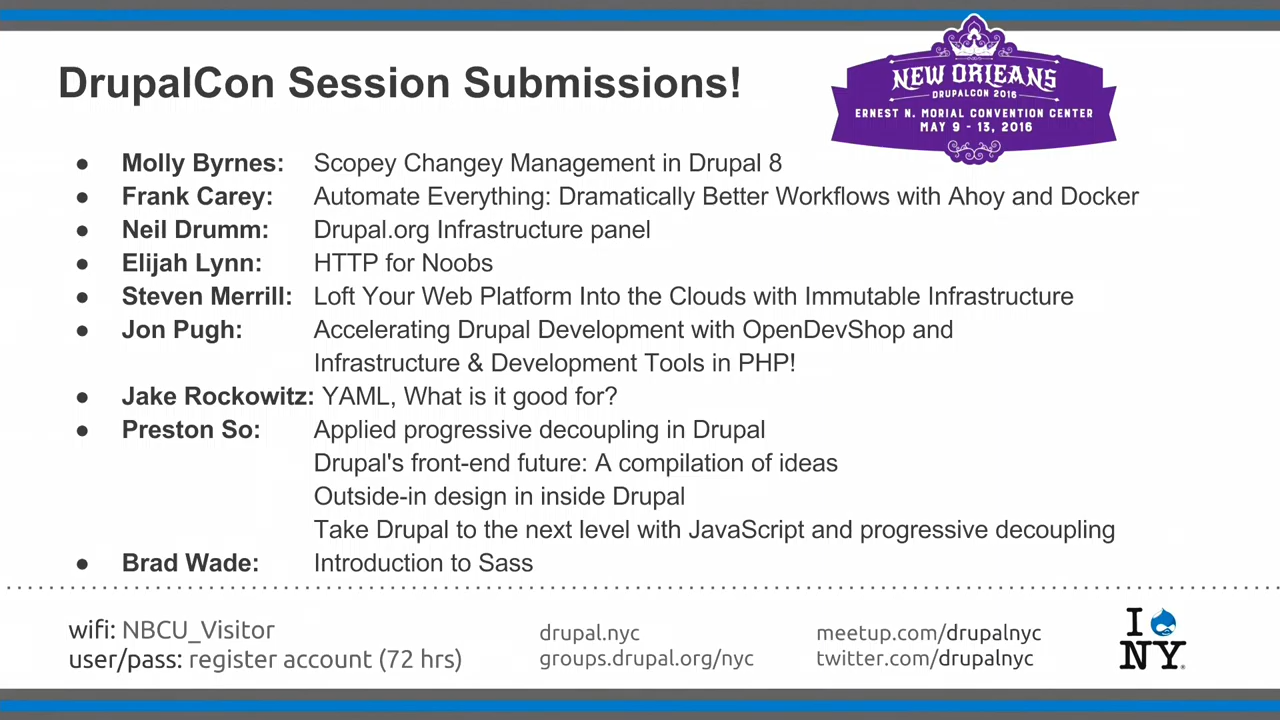 DrupalCon Session Submissions!
NEW ORLEANS
DRUPALCON 2016
ERNEST N. MORIAL CONVENTION CENTER
MAY 9 - 13, 2016
● Molly Byrnes: Scopey Changey Management in Drupal 8
● Frank Carey: Automate Everything: Dramatically Better Workflows with Ahoy and Docker
● Neil Drumm: Drupal.org Infrastructure panel
● Elijah Lynn: HTTP for Noobs
● Steven Merrill: Loft Your Web Platform Into the Clouds with Immutable Infrastructure
● Jon Pugh: Accelerating Drupal Development with OpenDevShop and
Infrastructure & Development Tools in PHP!
● Jake Rockowitz: YAML, What is it good for?
● Preston So: Applied progressive decoupling in Drupal
Drupal's front-end future: A compilation of ideas
Outside-in design in inside Drupal
Take Drupal to the next level with JavaScript and progressive decoupling
● Brad Wade: Introduction to Sass
wifi: NBCU_Visitor
user/pass: register account (72 hrs)
drupal.nyc
groups.drupal.org/nyc
meetup.com/drupalnyc
twitter.com/drupalnyc
I
NY®